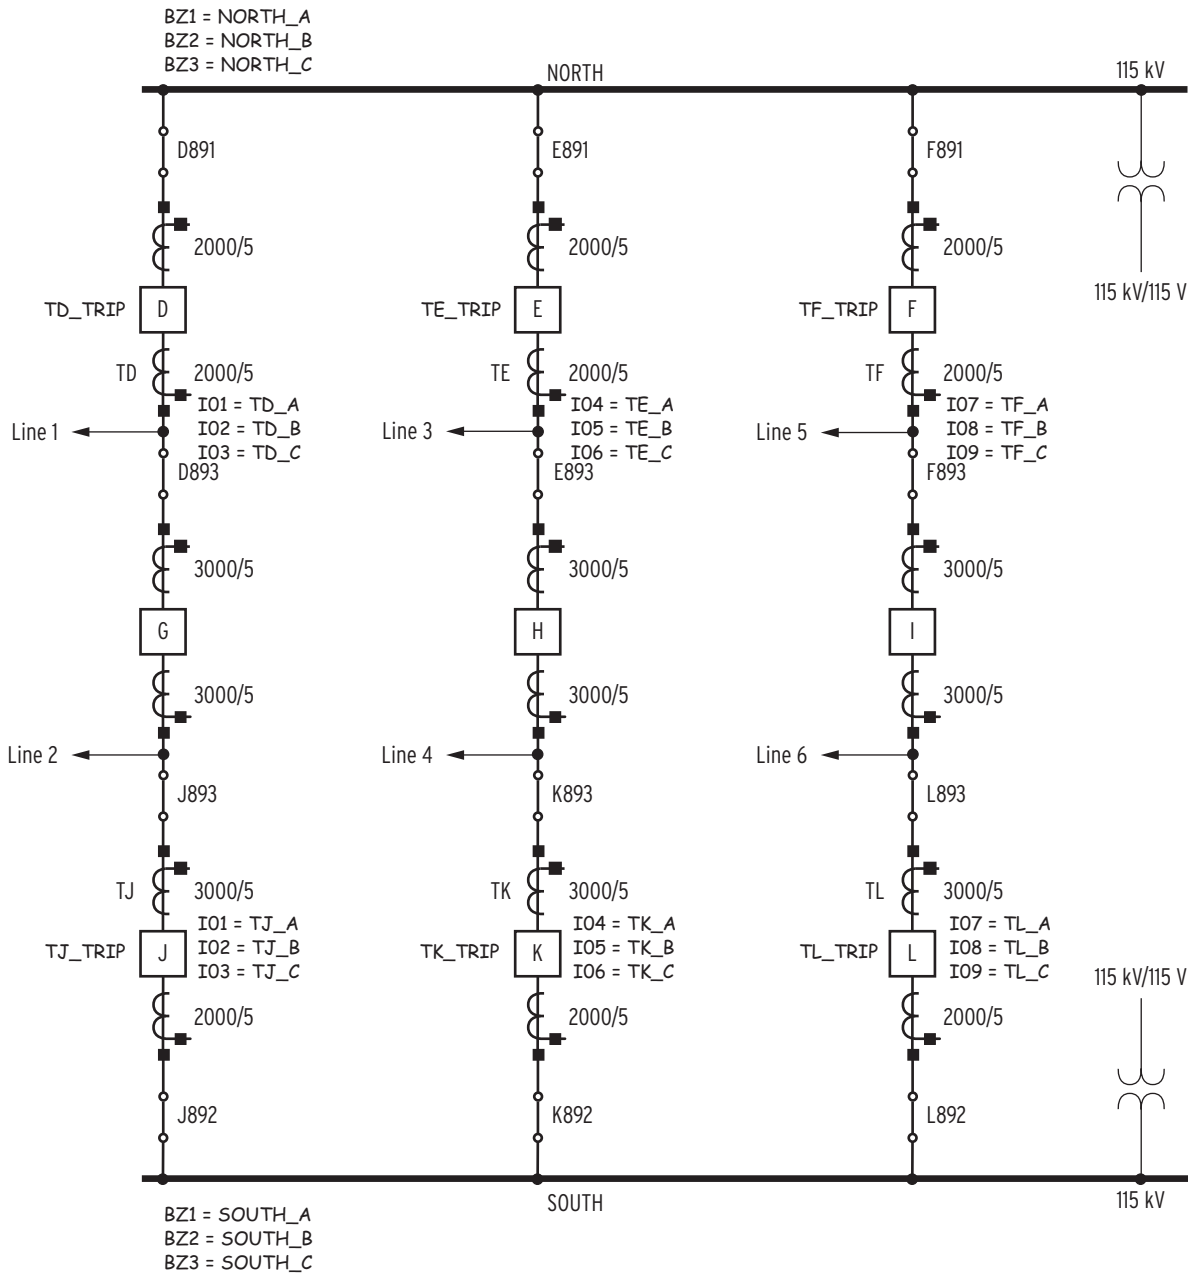 BZ1 = NORTH_A
BZ2 = NORTH_B
BZ3 = NORTH_C
NORTH
115 kV
D891
E891
F891
2000/5
2000/5
2000/5
115 kV/115 V
TD_TRIP
D
TE_TRIP
E
TF_TRIP
F
TD
2000/5
TE
2000/5
TF
2000/5
I01 = TD_A
I02 = TD_B
I03 = TD_C
I04 = TE_A
I05 = TE_B
I06 = TE_C
I07 = TF_A
I08 = TF_B
I09 = TF_C
Line 1
Line 3
Line 5
D893
E893
F893
3000/5
3000/5
3000/5
G
H
I
3000/5
3000/5
3000/5
Line 2
Line 4
Line 6
J893
K893
L893
TJ
3000/5
TK
3000/5
TL
3000/5
I01 = TJ_A
I02 = TJ_B
I03 = TJ_C
I04 = TK_A
I05 = TK_B
I06 = TK_C
I07 = TL_A
I08 = TL_B
I09 = TL_C
TJ_TRIP
J
TK_TRIP
K
TL_TRIP
L
115 kV/115 V
2000/5
2000/5
2000/5
J892
K892
L892
SOUTH
115 kV
BZ1 = SOUTH_A
BZ2 = SOUTH_B
BZ3 = SOUTH_C